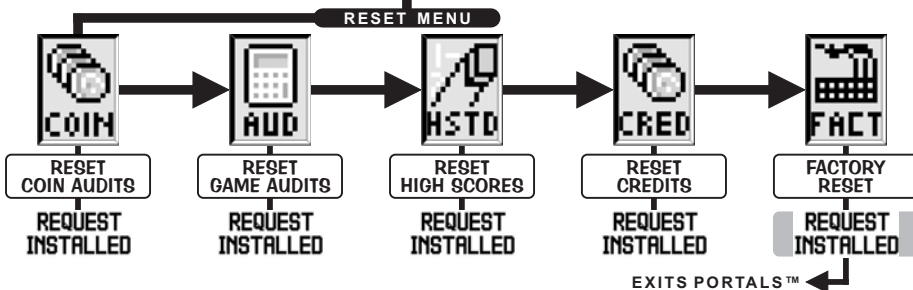 RESET MENU
COIN
AUD
HSTD
CRED
FACT
RESET
COIN AUDITS
RESET
GAME AUDITS
RESET
HIGH SCORES
RESET
CREDITS
FACTORY
RESET
REQUEST
INSTALLED
REQUEST
INSTALLED
REQUEST
INSTALLED
REQUEST
INSTALLED
REQUEST
INSTALLED
EXITS PORTALS™